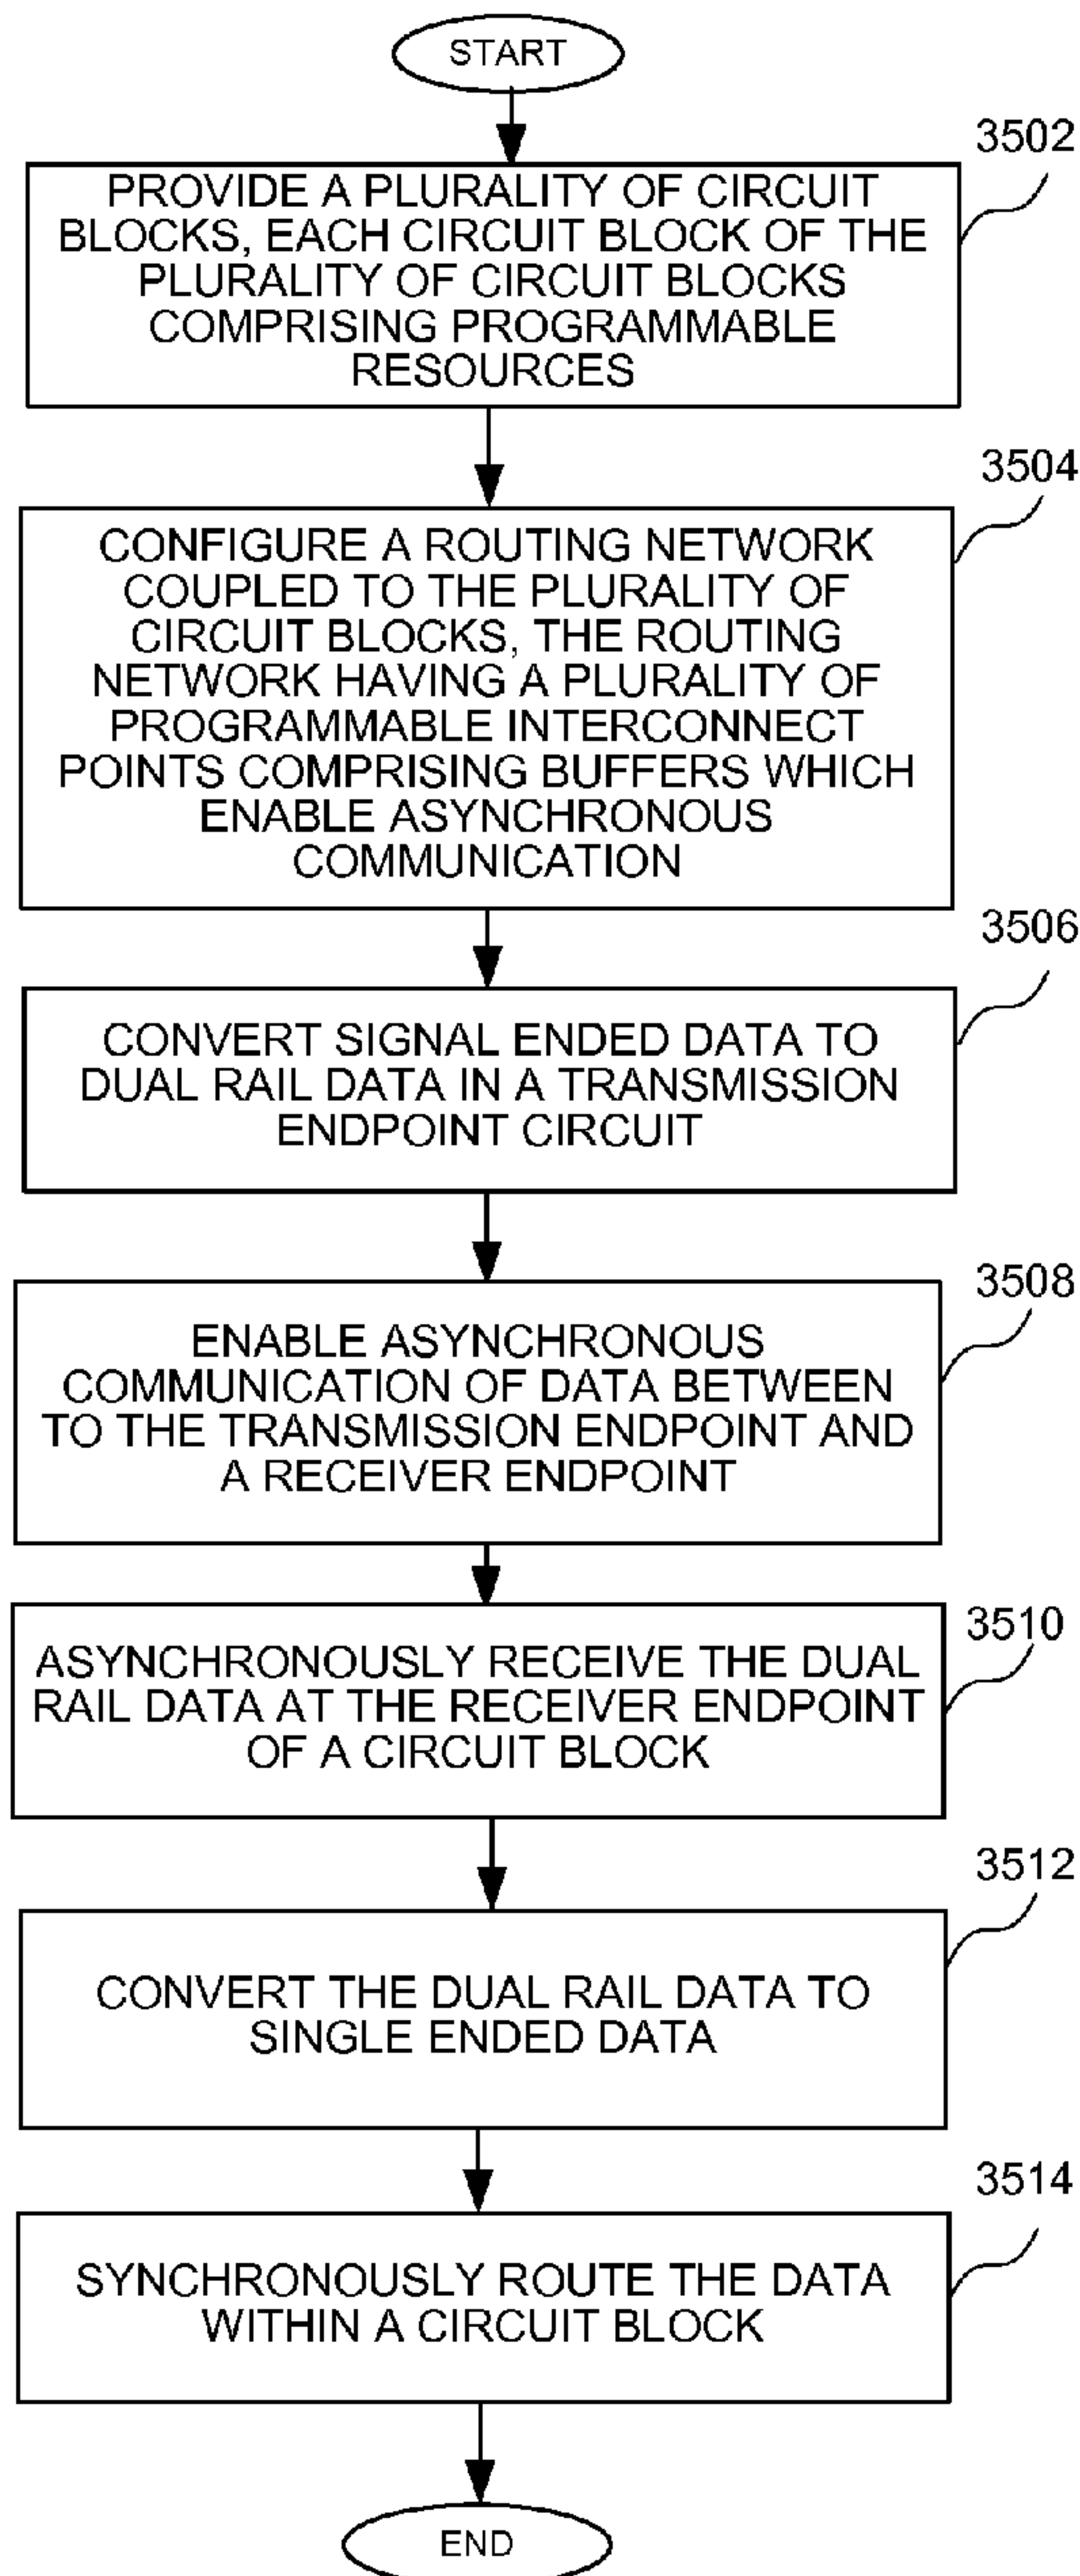 START
3502
PROVIDE A PLURALITY OF CIRCUIT
BLOCKS, EACH CIRCUIT BLOCK OF THE
PLURALITY OF CIRCUIT BLOCKS
COMPRISING PROGRAMMABLE
RESOURCES
3504
CONFIGURE A ROUTING NETWORK
COUPLED TO THE PLURALITY OF
CIRCUIT BLOCKS, THE ROUTING
NETWORK HAVING A PLURALITY OF
PROGRAMMABLE INTERCONNECT
POINTS COMPRISING BUFFERS WHICH
ENABLE ASYNCHRONOUS
COMMUNICATION
3506
CONVERT SIGNAL ENDED DATA TO
DUAL RAIL DATA IN A TRANSMISSION
ENDPOINT CIRCUIT
3508
ENABLE ASYNCHRONOUS
COMMUNICATION OF DATA BETWEEN
TO THE TRANSMISSION ENDPOINT AND
A RECEIVER ENDPOINT
3510
ASYNCHRONOUSLY RECEIVE THE DUAL
RAIL DATA AT THE RECEIVER ENDPOINT
OF A CIRCUIT BLOCK
3512
CONVERT THE DUAL RAIL DATA TO
SINGLE ENDED DATA
3514
SYNCHRONOUSLY ROUTE THE DATA
WITHIN A CIRCUIT BLOCK
END